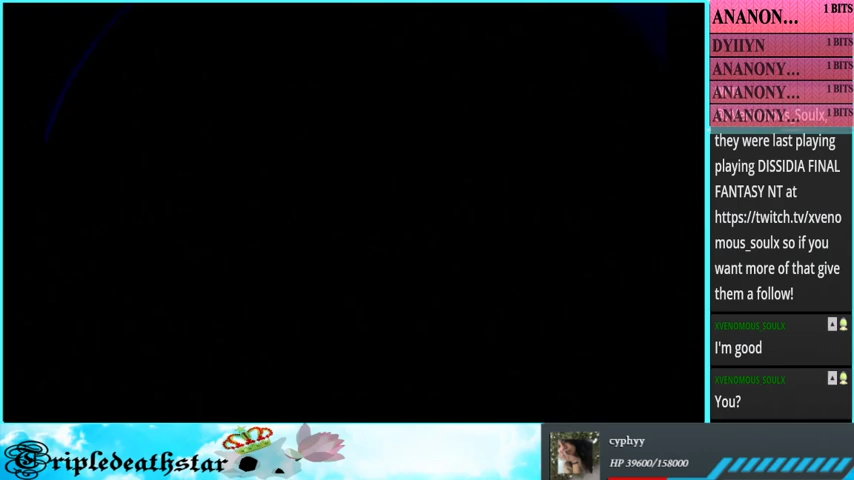 ANANON... 1 BITS
DYIIYN 1 BITS
ANANONY... 1 BITS
ANANONY... 1 BITS
ANANONY... 1 BITS
they were last playing
playing DISSIDIA FINAL
FANTASY NT at
https://twitch.tv/xveno
mous_soulx so if you
want more of that give
them a follow!
XVENOMOUS_SOULX
I'm good
XVENOMOUS_SOULX
You?
Tripledeathstar
cyphyy
HP 39600/158000